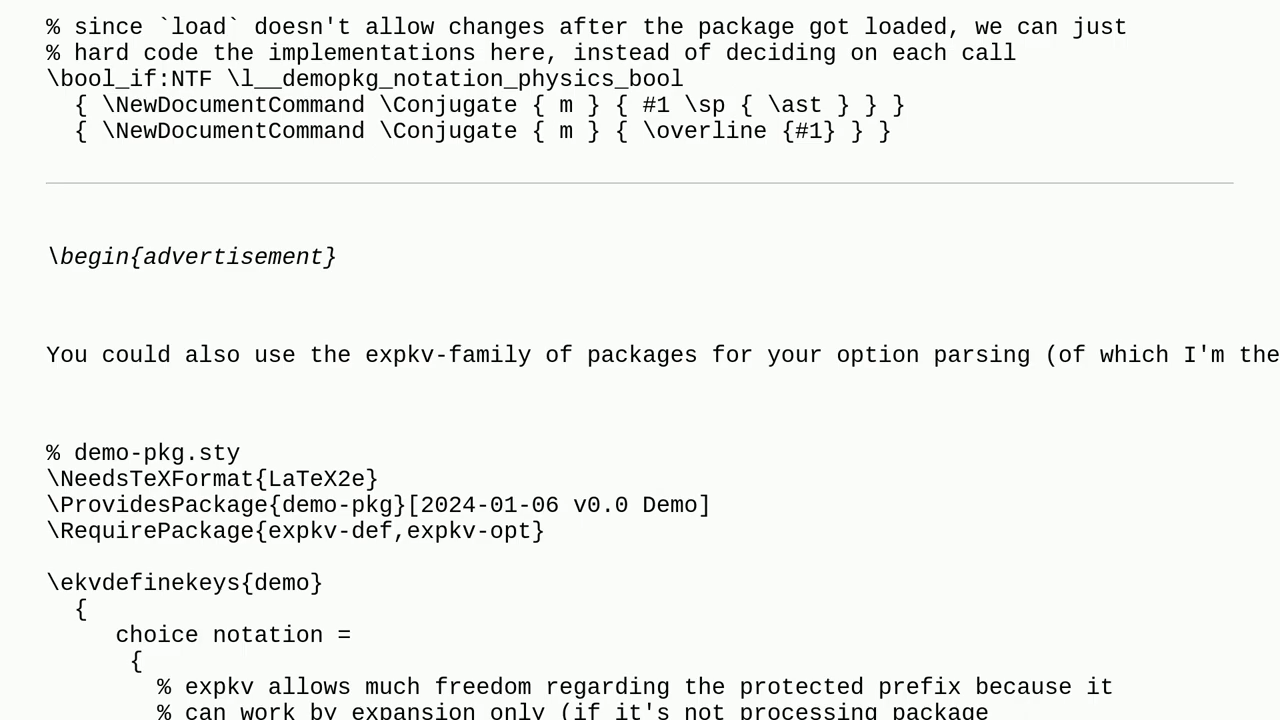 % since `load` doesn't allow changes after the package got loaded, we can just
% hard code the implementations here, instead of deciding on each call
\bool_if:NTF \l__demopkg_notation_physics_bool
  { \NewDocumentCommand \Conjugate { m } { #1 \sp { \ast } } }
  { \NewDocumentCommand \Conjugate { m } { \overline {#1} } }
\begin{advertisement}
You could also use the expkv-family of packages for your option parsing (of which I'm the
% demo-pkg.sty
\NeedsTeXFormat{LaTeX2e}
\ProvidesPackage{demo-pkg}[2024-01-06 v0.0 Demo]
\RequirePackage{expkv-def,expkv-opt}
\ekvdefinekeys{demo}
  {
     choice notation =
      {
        % expkv allows much freedom regarding the protected prefix because it
        % can work by expansion only (if it's not processing package